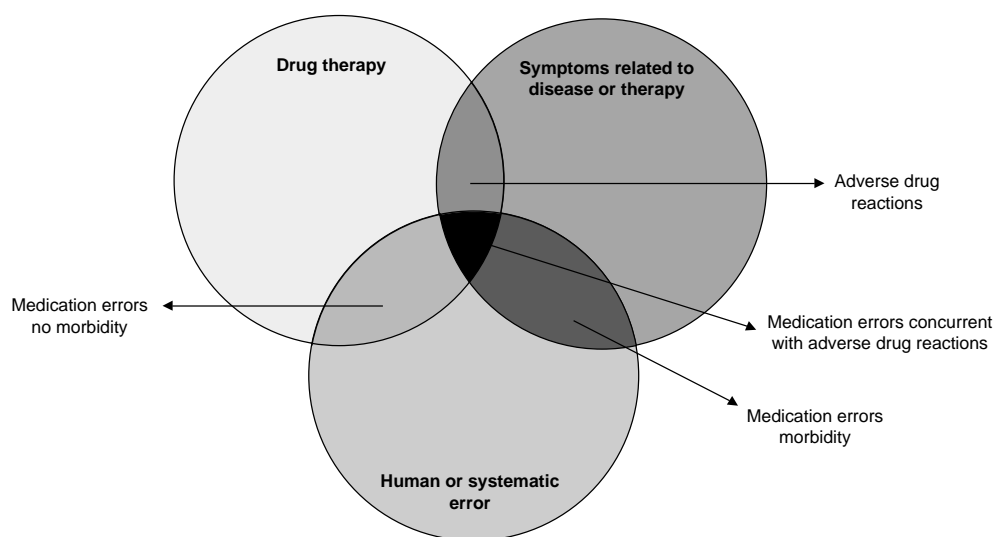 Drug therapy
Symptoms related to
disease or therapy
Adverse drug
reactions
Medication errors
no morbidity
Medication errors concurrent
with adverse drug reactions
Medication errors
morbidity
Human or systematic
error